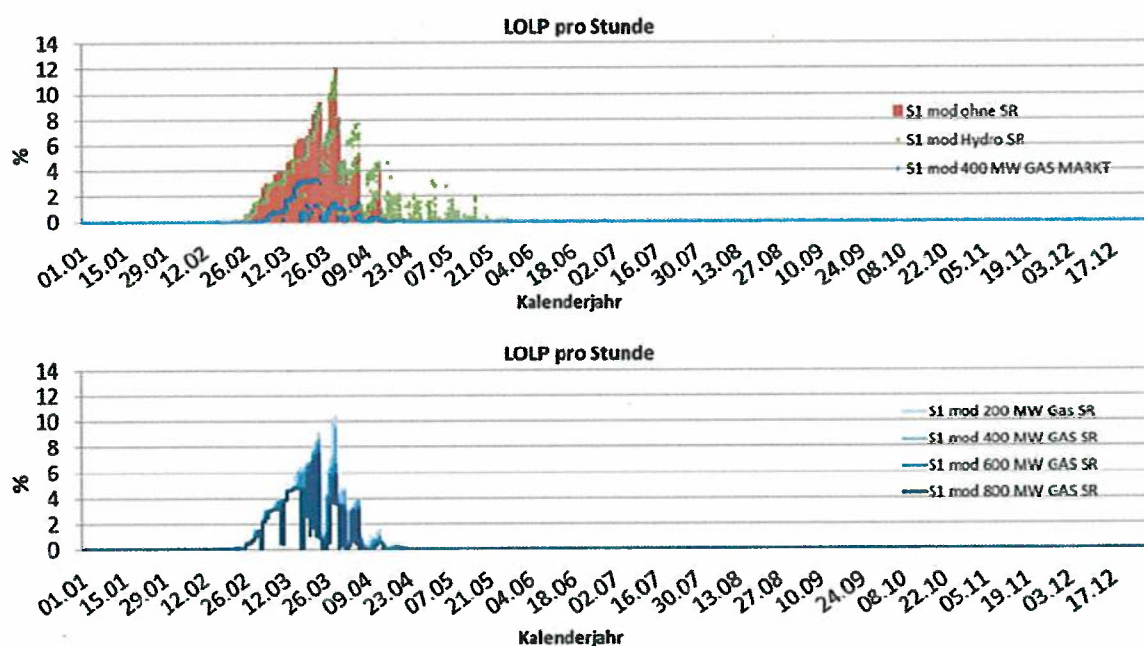 LOLP pro Stunde
14
12
10
8
6
4
2
0
%
S1 mod ohne SR
S1 mod Hydro SR
S1 mod 400 MW GAS MARKT
01.01 15.01 29.01 12.02 26.02 12.03 26.03 09.04 23.04 07.05 21.05 04.06 18.06 02.07 16.07 30.07 13.08 27.08 10.09 24.09 08.10 22.10 05.11 19.11 03.12 17.12
Kalenderjahr
LOLP pro Stunde
14
12
10
8
6
4
2
0
%
S1 mod 200 MW Gas SR
S1 mod 400 MW GAS SR
S1 mod 600 MW GAS SR
S1 mod 800 MW GAS SR
01.01 15.01 29.01 12.02 26.02 12.03 26.03 09.04 23.04 07.05 21.05 04.06 18.06 02.07 16.07 30.07 13.08 27.08 10.09 24.09 08.10 22.10 05.11 19.11 03.12 17.12
Kalenderjahr